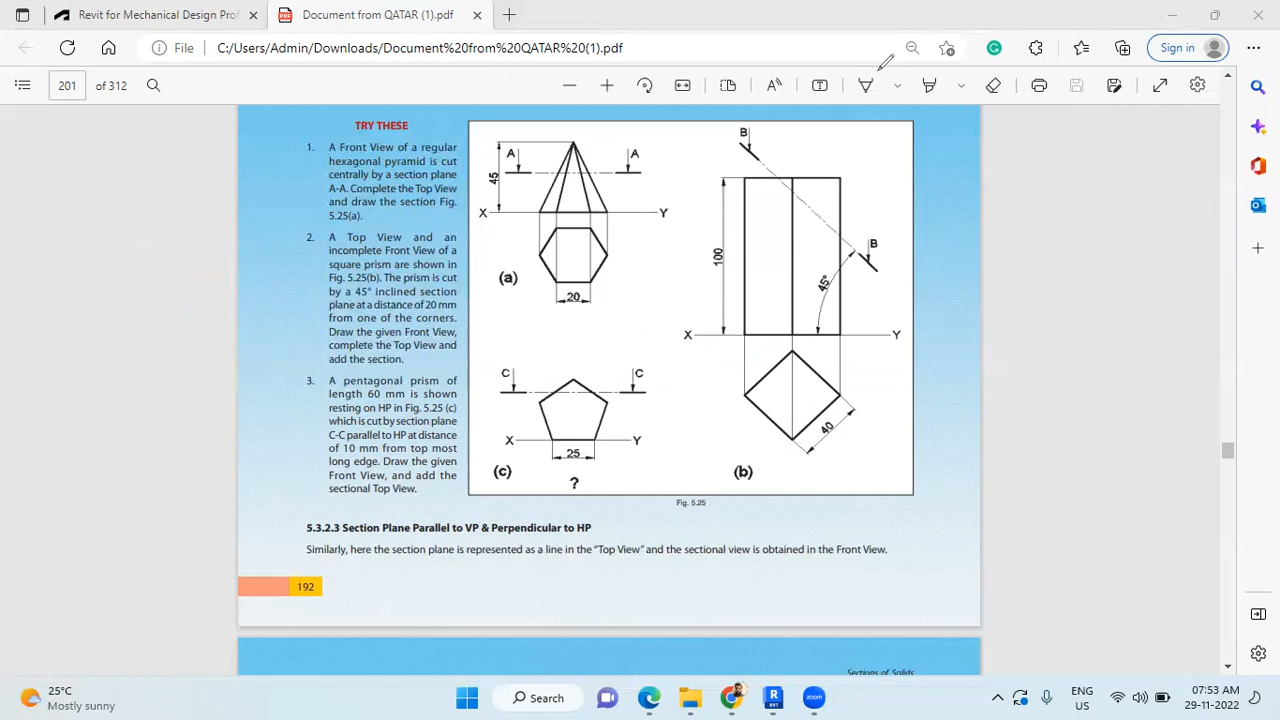 Revit for Mechanical Design Prof
Document from QATAR (1).pdf
File
C:/Users/Admin/Downloads/Document%20from%20QATAR%20(1).pdf
Sign in
201
of 312
TRY THESE
1. A Front View of a regular
hexagonal pyramid is cut
centrally by a section plane
A-A. Complete the Top View
and draw the section Fig.
5.25(a).
2. A Top View and an
incomplete Front View of a
square prism are shown in
Fig. 5.25(b). The prism is cut
by a 45° inclined section
plane at a distance of 20 mm
from one of the corners.
Draw the given Front View,
complete the Top View and
add the section.
3. A pentagonal prism of
length 60 mm is shown
resting on HP in Fig. 5.25 (c)
which is cut by section plane
C-C parallel to HP at distance
of 10 mm from top most
long edge. Draw the given
Front View, and add the
sectional Top View.
A A
45
X Y
(a)
20
B
B
100
45°
X Y
40
(b)
C C
X Y
25
(c)
?
Fig. 5.25
5.3.2.3 Section Plane Parallel to VP & Perpendicular to HP
Similarly, here the section plane is represented as a line in the "Top View" and the sectional view is obtained in the Front View.
192
Sections of Solids
25°C
Mostly sunny
Search
zoom
ENG
US
07:53 AM
29-11-2022